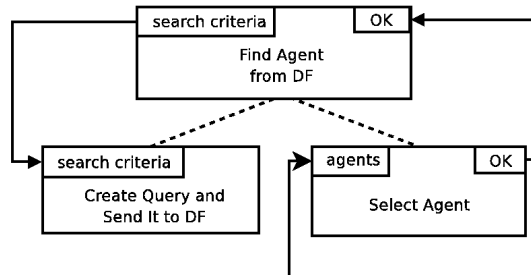 search criteria
OK
Find Agent
from DF
search criteria
Create Query and
Send It to DF
agents
OK
Select Agent